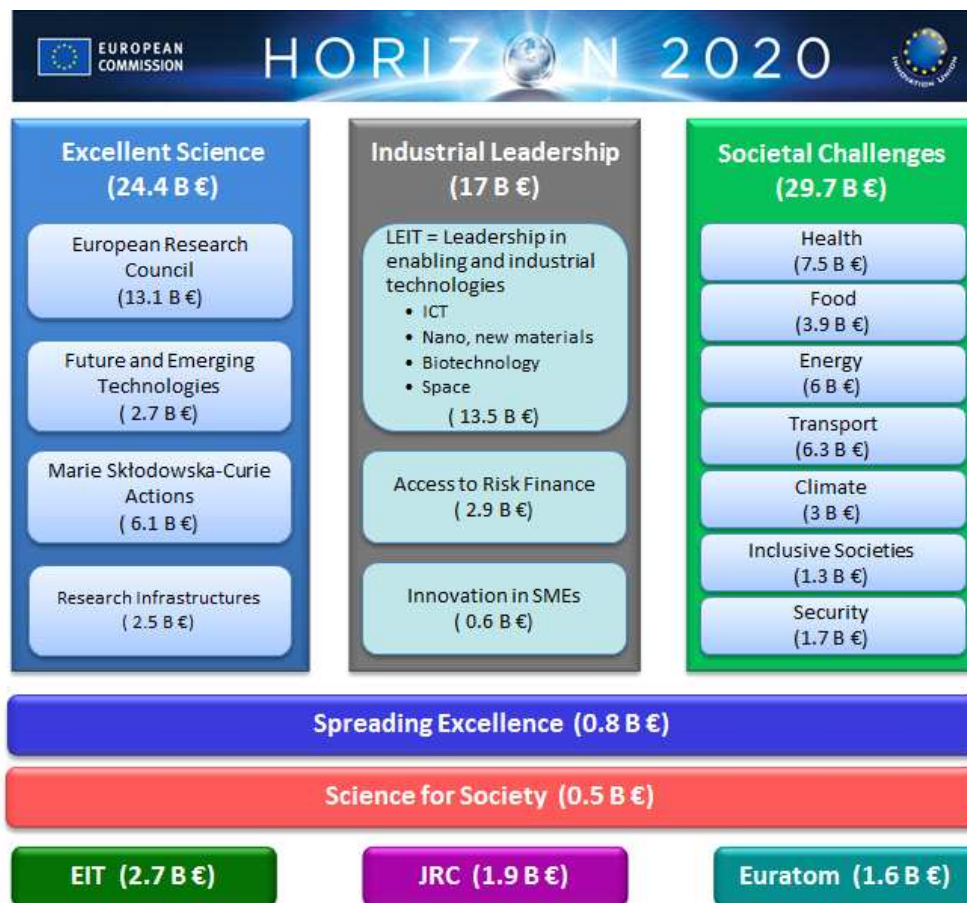 EUROPEAN
COMMISSION
HORIZON 2020
INNOVATION UNION
Excellent Science
(24.4 B €)
European Research
Council
(13.1 B €)
Future and Emerging
Technologies
( 2.7 B €)
Marie Skłodowska-Curie
Actions
( 6.1 B €)
Research Infrastructures
( 2.5 B €)
Industrial Leadership
(17 B €)
LEIT = Leadership in
enabling and industrial
technologies
• ICT
• Nano, new materials
• Biotechnology
• Space
( 13.5 B €)
Access to Risk Finance
( 2.9 B €)
Innovation in SMEs
( 0.6 B €)
Societal Challenges
(29.7 B €)
Health
(7.5 B €)
Food
(3.9 B €)
Energy
(6 B €)
Transport
(6.3 B €)
Climate
(3 B €)
Inclusive Societies
(1.3 B €)
Security
(1.7 B €)
Spreading Excellence (0.8 B €)
Science for Society (0.5 B €)
EIT (2.7 B €)
JRC (1.9 B €)
Euratom (1.6 B €)